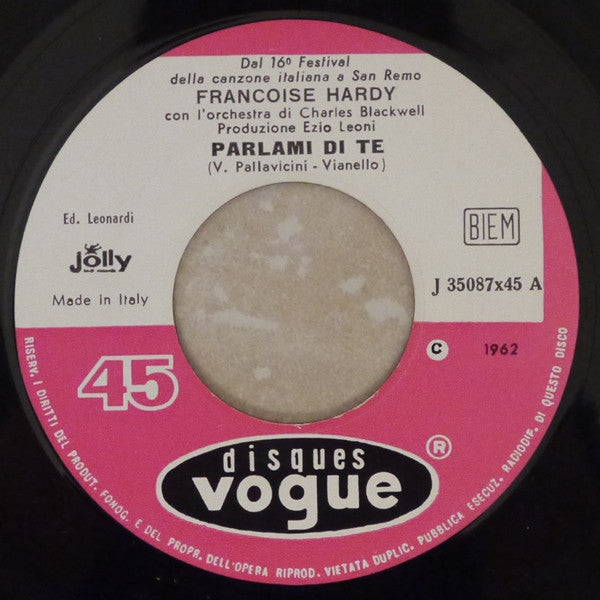 Dal 16º Festival
della canzone italiana a San Remo
FRANCOISE HARDY
con l'orchestra di Charles Blackwell
Produzione Ezio Leoni
PARLAMI DI TE
(V. Pallavicini - Vianello)
Ed. Leonardi
Jolly
Made in Italy
BIEM
J 35087x45 A
C 1962
45
disques
vogue ®
RISERV. I DIRITTI DEL PRODUT. FONOG. E DEL PROPR. DELL'OPERA RIPROD. VIETATA DUPLIC. PUBBLICA ESECUZ. RADIODIF. DI QUESTO DISCO